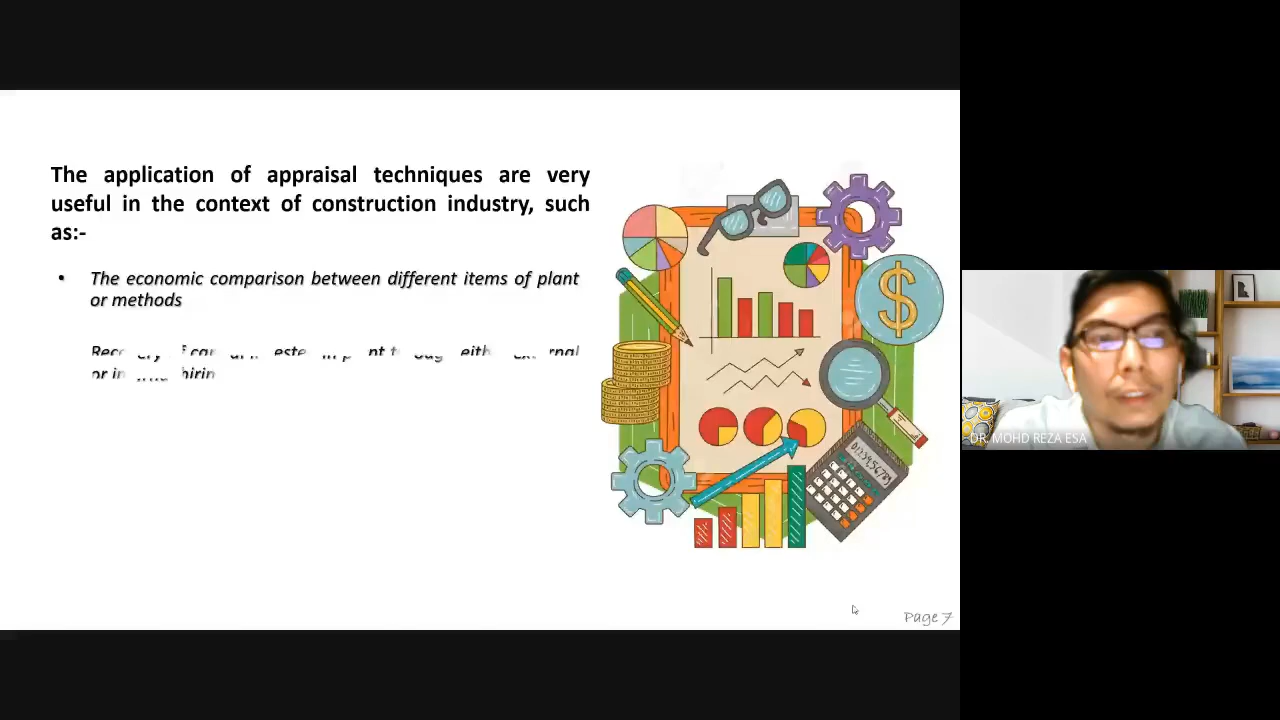 The application of appraisal techniques are very
useful in the context of construction industry, such
as:-
• The economic comparison between different items of plant
or methods
or
DR. MOHD REZA ESA
Page 7